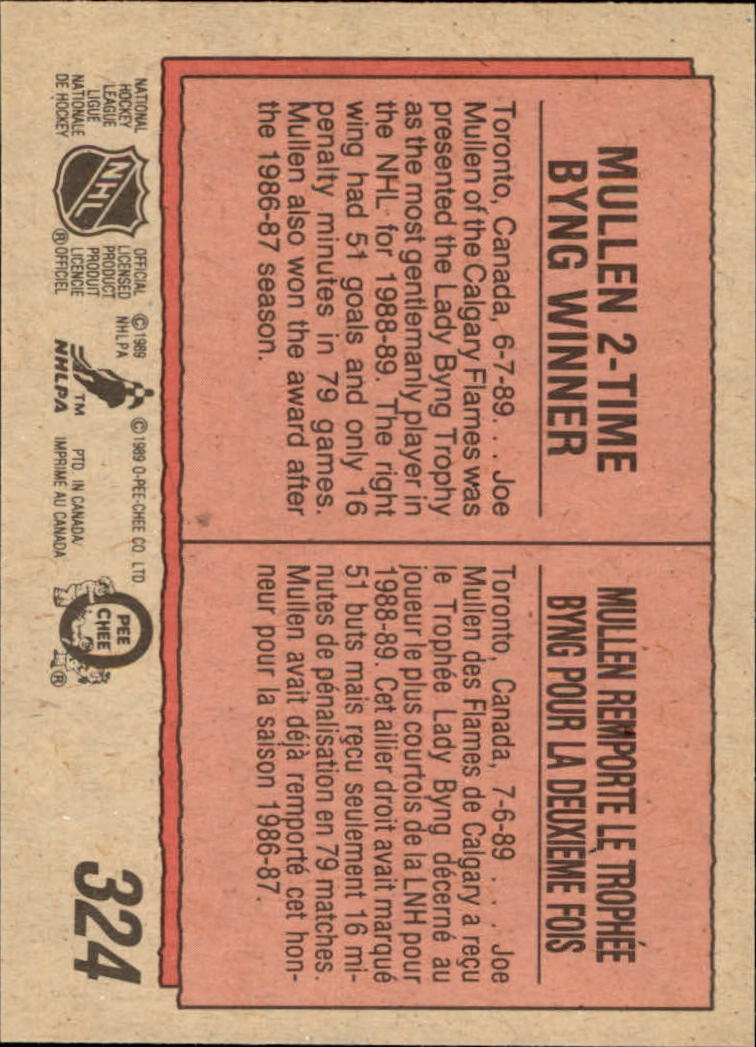 MULLEN 2-TIME
BYNG WINNER
Toronto, Canada, 6-7-89. . . Joe
Mullen of the Calgary Flames was
presented the Lady Byng Trophy
as the most gentlemanly player in
the NHL for 1988-89. The right
wing had 51 goals and only 16
penalty minutes in 79 games.
Mullen also won the award after
the 1986-87 season.
MULLEN REMPORTE LE TROPHÉE
BYNG POUR LA DEUXIÈME FOIS
Toronto, Canada, 7-6-89 . . . Joe
Mullen des Flames de Calgary a reçu
le Trophée Lady Byng décerné au
joueur le plus courtois de la LNH pour
1988-89. Cet ailier droit avait marqué
51 buts mais reçu seulement 16 mi-
nutes de pénalisation en 79 matches.
Mullen avait déjà remporté cet hon-
neur pour la saison 1986-87.
NATIONAL
HOCKEY
LEAGUE
LIGUE
NATIONALE
DE HOCKEY
NHL
®
OFFICIAL
LICENSED
PRODUCT
PRODUIT
LICENCIE
OFFICIEL
© 1989
NHLPA
TM
NHLPA
© 1989 O-PEE-CHEE CO LTD
PTD IN CANADA/
IMPRIMÉ AU CANADA
O
PEE
CHEE
®
324